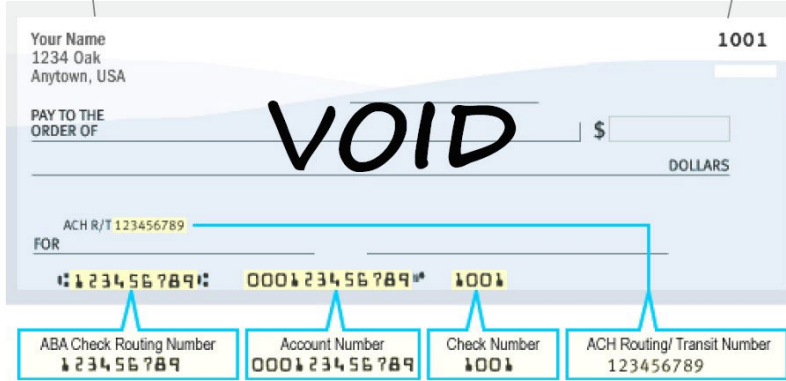 Your Name
1001
1234 Oak
Anytown, USA
PAY TO THE
ORDER OF
VOID
$
DOLLARS
ACH R/T 123456789
FOR
⑆123456789⑆ 000123456789⑈ 1001
ABA Check Routing Number
123456789
Account Number
000123456789
Check Number
1001
ACH Routing/ Transit Number
123456789